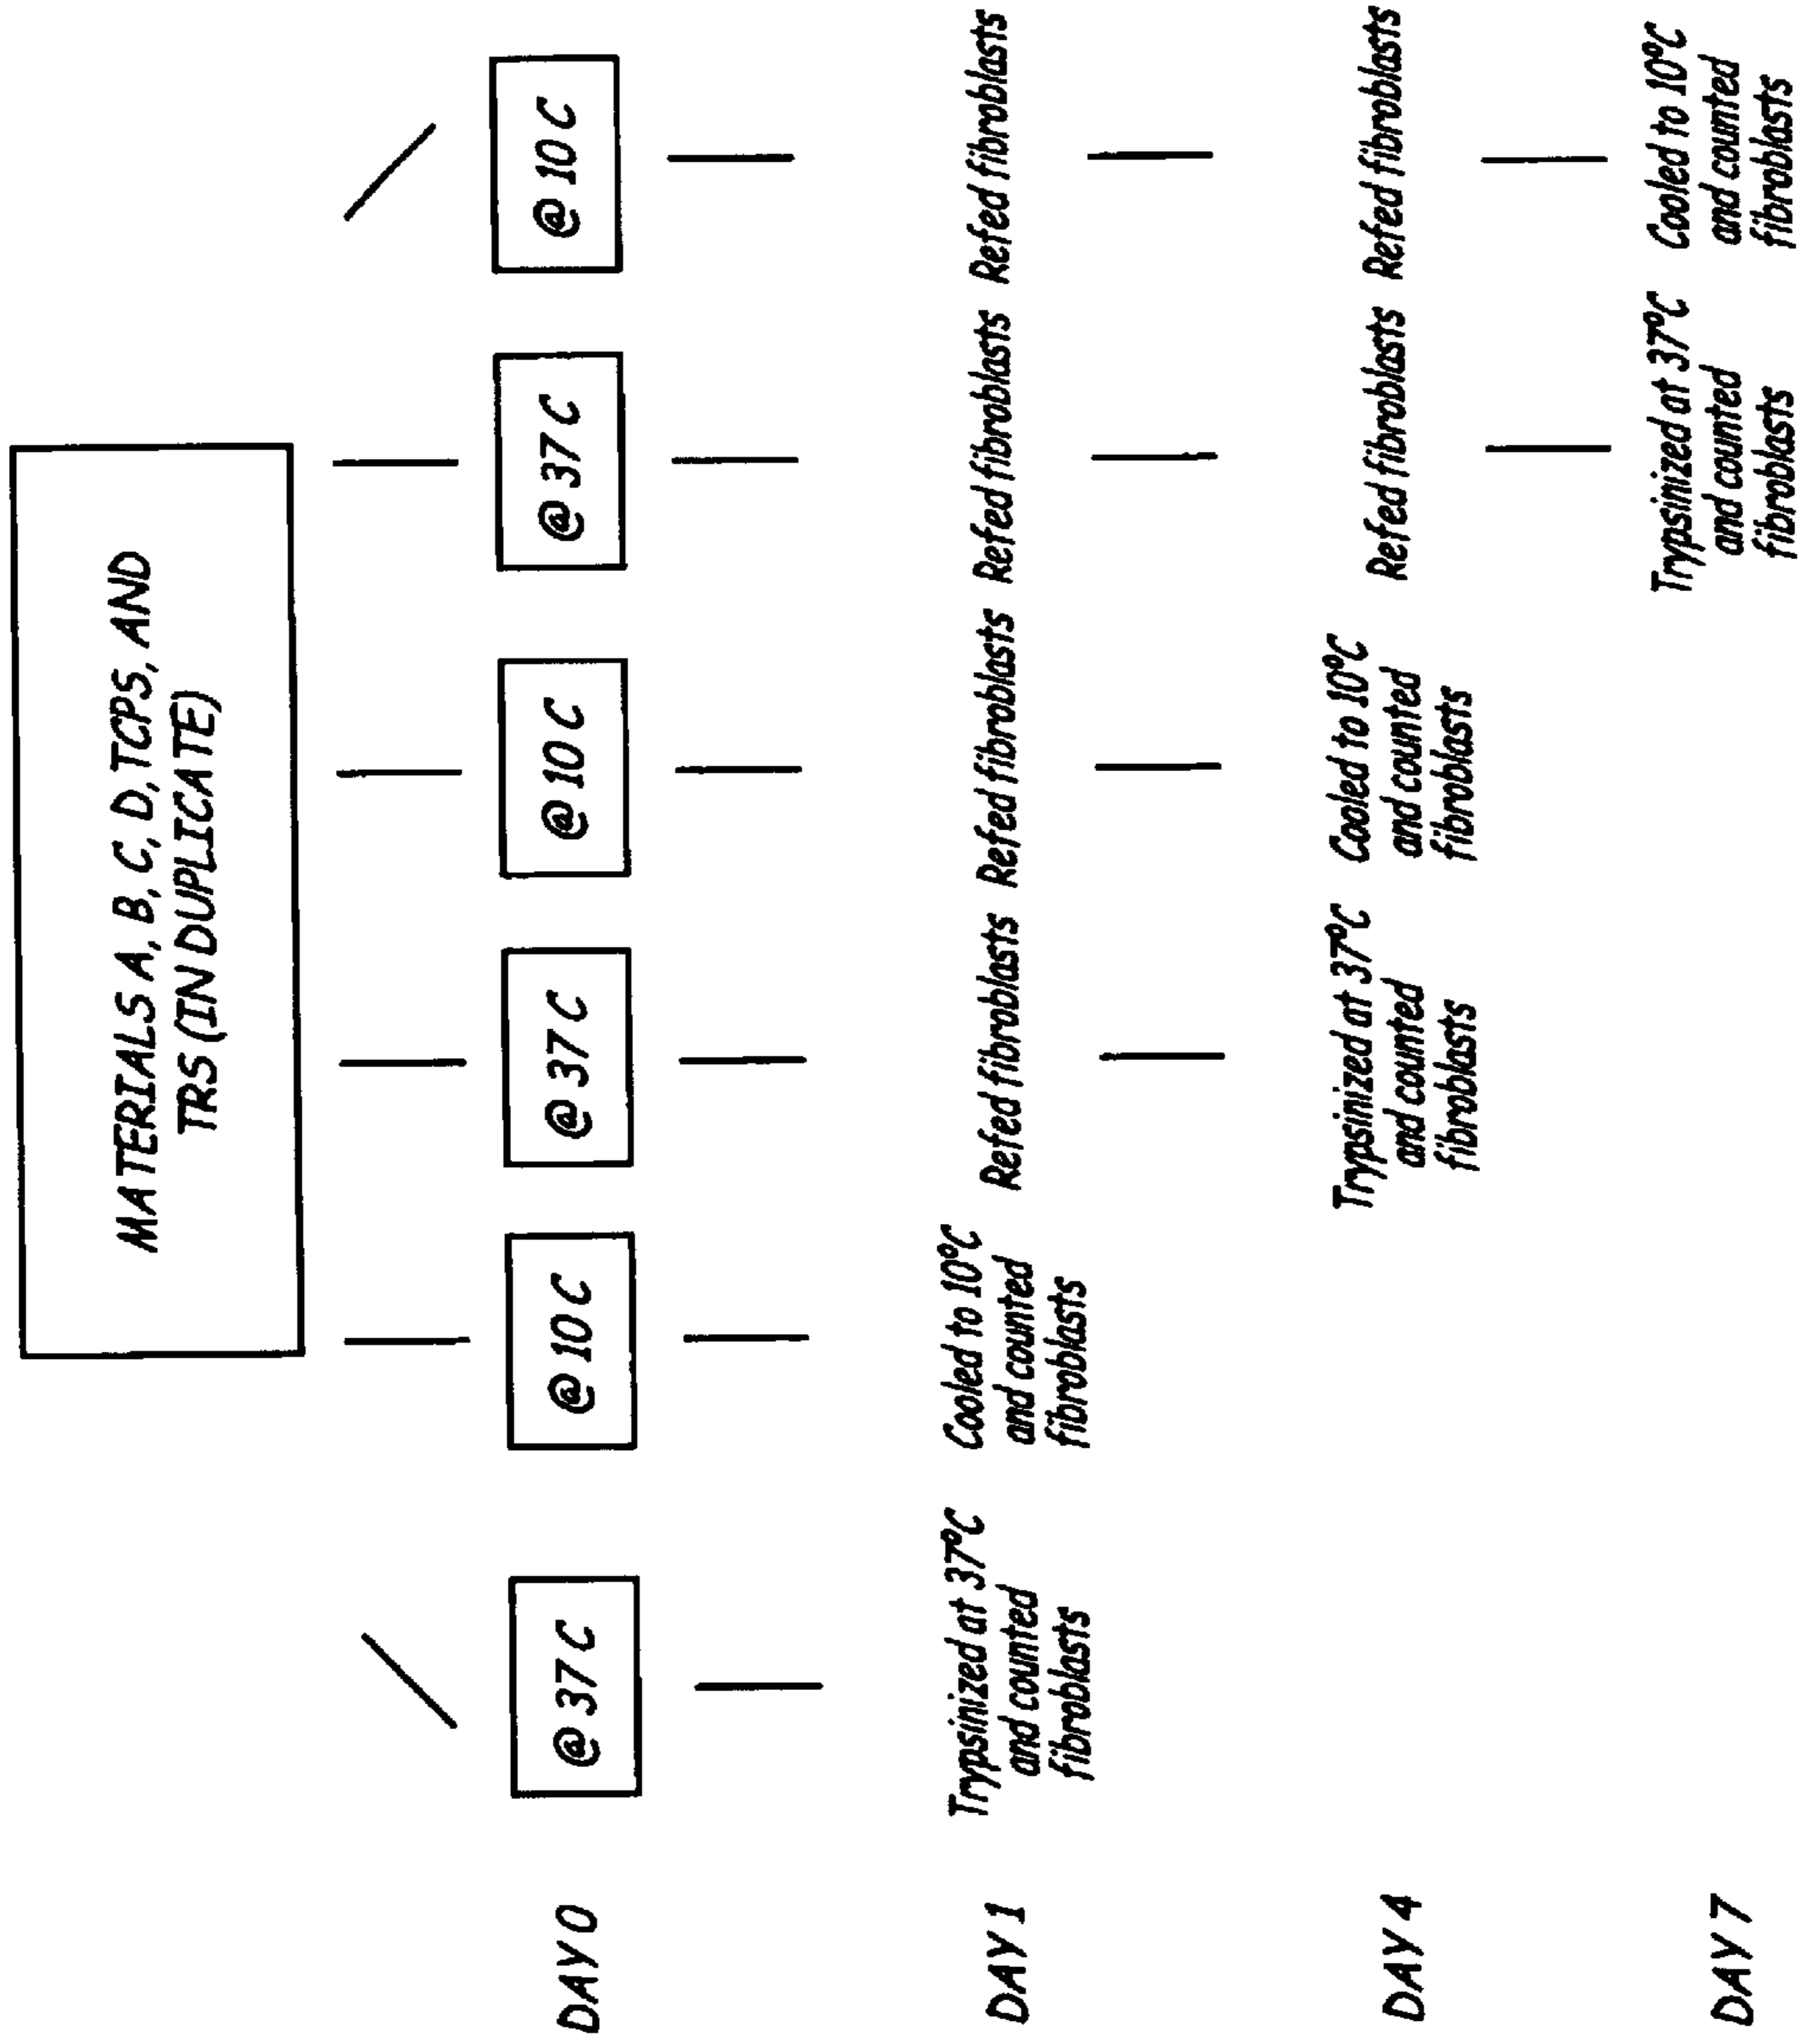 MATERIALS A, B, C, D, TCPS, AND
TRS (IN DUPLICATE)
DAY 0
@ 37 C
@ 10 C
@ 37 C
@ 10 C
@ 37 C
@ 10 C
DAY 1
Trypsinized at 37°C
and counted
fibroblasts
Cooled to 10°C
and counted
fibroblasts
Refed fibroblasts
Refed fibroblasts
Refed fibroblasts
Refed fibroblasts
DAY 4
Trypsinized at 37°C
and counted
fibroblasts
Cooled to 10°C
and counted
fibroblasts
Refed fibroblasts
Refed fibroblasts
DAY 7
Trypsinized at 37°C
and counted
fibroblasts
Cooled to 10°C
and counted
fibroblasts